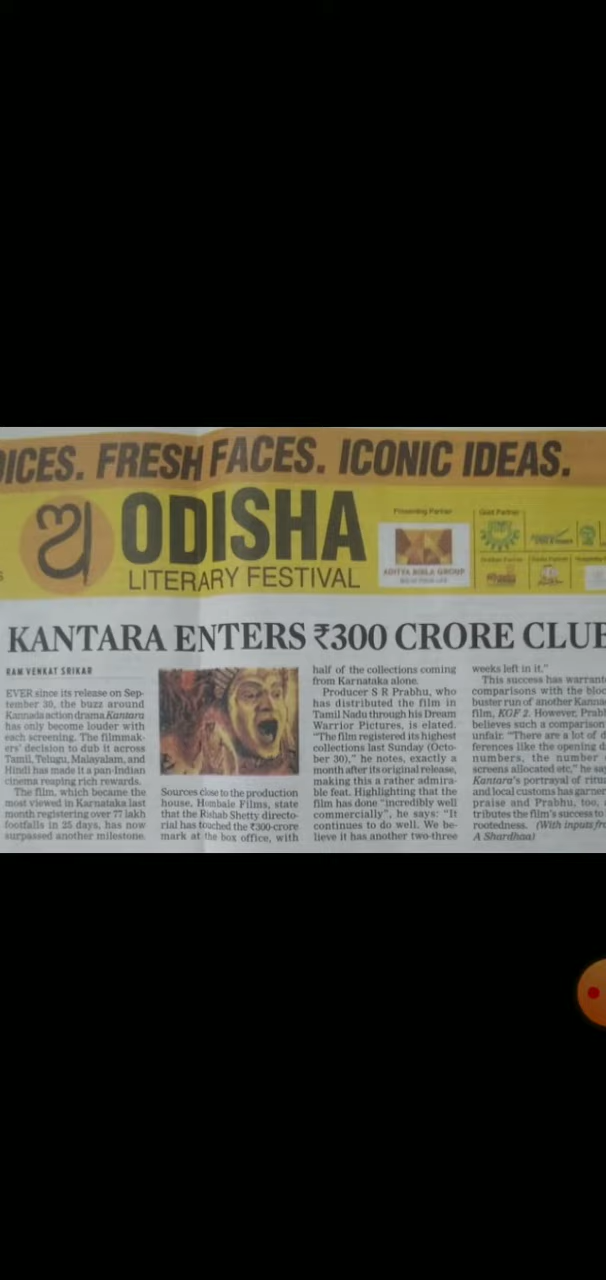 OICES. FRESH FACES. ICONIC IDEAS.
ଅ ODISHA
LITERARY FESTIVAL
Presenting Partner
ADITYA BIRLA GROUP
Gold Partner
KANTARA ENTERS ₹300 CRORE CLUB
RAM VENKAT SRIKAR
EVER since its release on Sep-
tember 30, the buzz around
Kannada action drama Kantara
has only become louder with
each screening. The filmmak-
ers' decision to dub it across
Tamil, Telugu, Malayalam, and
Hindi has made it a pan-Indian
cinema reaping rich rewards.
The film, which became the
most viewed in Karnataka last
month registering over 77 lakh
footfalls in 25 days, has now
surpassed another milestone.
Sources close to the production
house, Hombale Films, state
that the Rishab Shetty directo-
rial has touched the ₹300-crore
mark at the box office, with
half of the collections coming
from Karnataka alone.
Producer S R Prabhu, who
has distributed the film in
Tamil Nadu through his Dream
Warrior Pictures, is elated.
"The film registered its highest
collections last Sunday (Octo-
ber 30)," he notes, exactly a
month after its original release,
making this a rather admira-
ble feat. Highlighting that the
film has done "incredibly well
commercially", he says: "It
continues to do well. We be-
lieve it has another two-three
weeks left in it."
This success has warrant
comparisons with the bloc
buster run of another Kanna
film, KGF 2. However, Prab
believes such a comparison
unfair. "There are a lot of d
ferences like the opening d
numbers, the number
screens allocated etc," he sa
Kantara's portrayal of ritu
and local customs has garner
praise and Prabhu, too,
tributes the film's success to
rootedness. (With inputs fro
A Shardhaa)